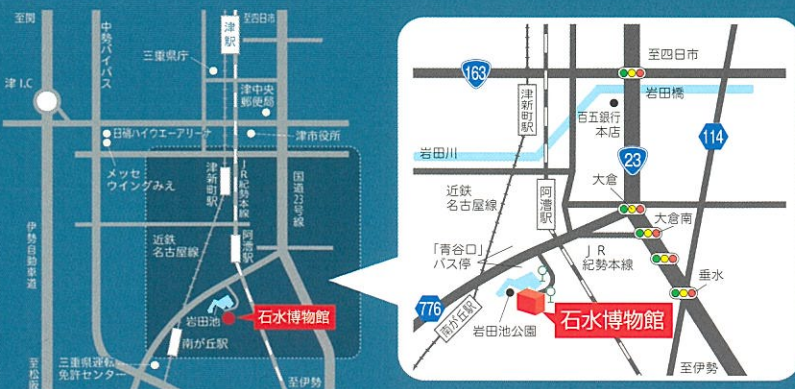 至関
中勢バイパス
津駅
至四日市
三重県庁
津I.C
津中央
郵便局
日硝ハイウエーアリーナ
津市役所
メッセ
ウイングみえ
津新町駅
JR紀勢本線
国道23号線
近鉄
名古屋線
阿漕駅
伊勢自動車道
岩田池
石水博物館
南が丘駅
三重県運転
免許センター
至松阪
至伊勢
163
至四日市
津新町駅
岩田橋
百五銀行
本店
114
岩田川
23
近鉄
名古屋線
阿漕駅
大倉
大倉南
「青谷口」
バス停
JR
紀勢本線
垂水
776
南が丘駅
岩田池公園
石水博物館
至伊勢